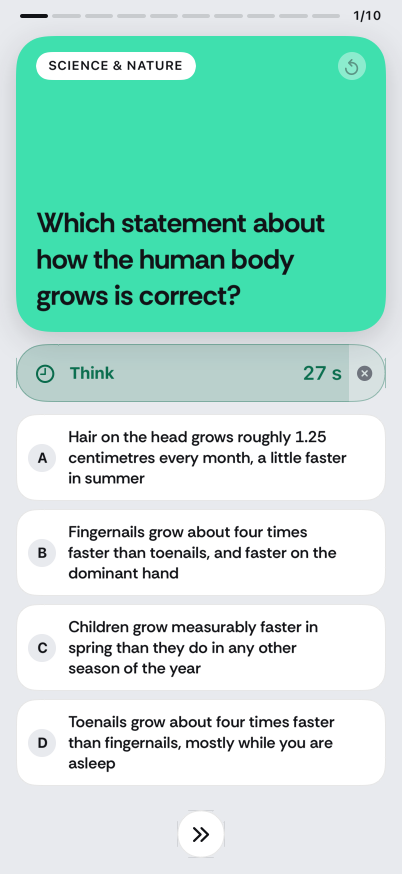 1/10
SCIENCE & NATURE
Which statement about
how the human body
grows is correct?
Think
27 s
A
Hair on the head grows roughly 1.25
centimetres every month, a little faster
in summer
B
Fingernails grow about four times
faster than toenails, and faster on the
dominant hand
C
Children grow measurably faster in
spring than they do in any other
season of the year
D
Toenails grow about four times faster
than fingernails, mostly while you are
asleep